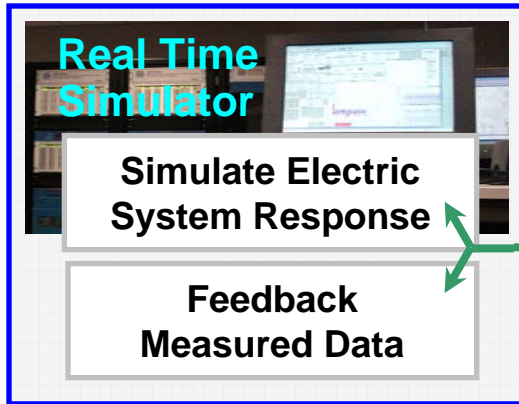 Real Time
Simulator
Simulate Electric
System Response
Feedback
Measured Data